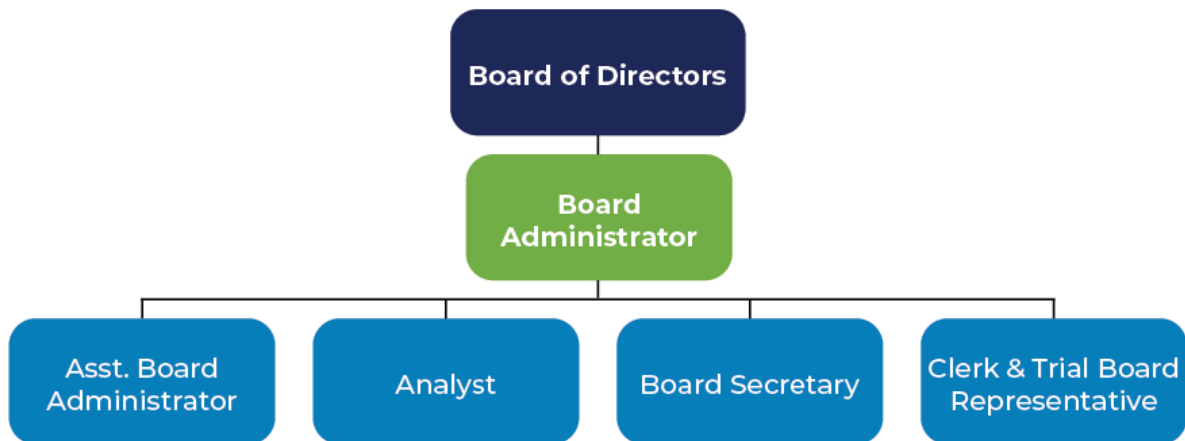 Board of Directors
Board
Administrator
Asst. Board
Administrator
Analyst
Board Secretary
Clerk & Trial Board
Representative